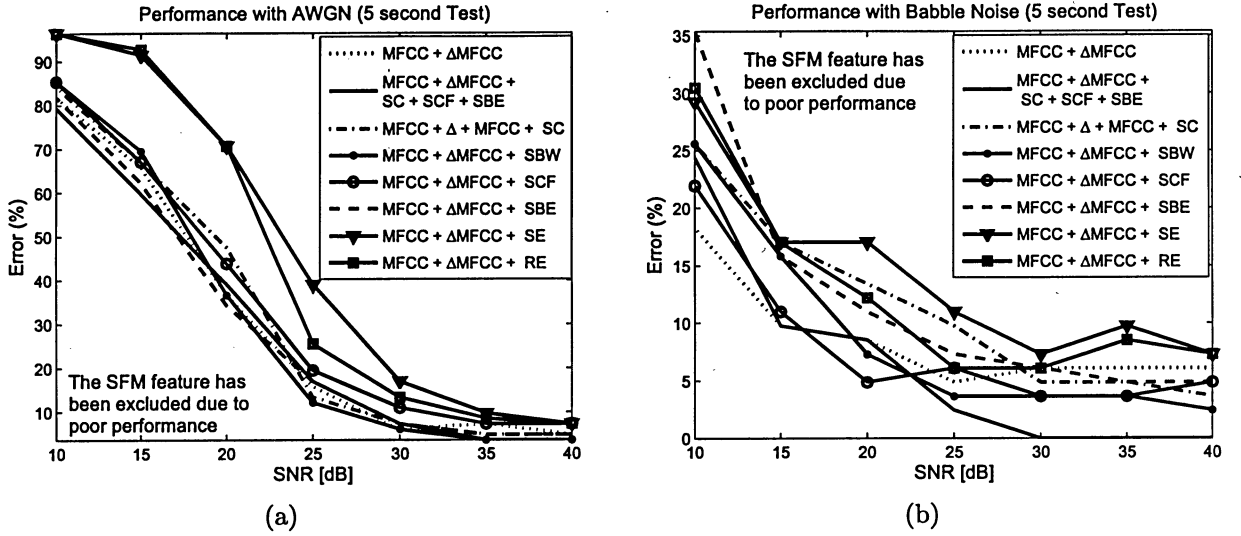 Performance with AWGN (5 second Test)
90
80
70
60
50
40
30
20
10
Error (%)
MFCC + ΔMFCC
MFCC + ΔMFCC +
SC + SCF + SBE
MFCC + Δ + MFCC + SC
MFCC + ΔMFCC + SBW
MFCC + ΔMFCC + SCF
MFCC + ΔMFCC + SBE
MFCC + ΔMFCC + SE
MFCC + ΔMFCC + RE
The SFM feature has
been excluded due to
poor performance
10 15 20 25 30 35 40
SNR [dB]
(a)
Performance with Babble Noise (5 second Test)
35
30
25
20
15
10
5
0
Error (%)
The SFM feature has
been excluded due
to poor performance
MFCC + ΔMFCC
MFCC + ΔMFCC +
SC + SCF + SBE
MFCC + Δ + MFCC + SC
MFCC + ΔMFCC + SBW
MFCC + ΔMFCC + SCF
MFCC + ΔMFCC + SBE
MFCC + ΔMFCC + SE
MFCC + ΔMFCC + RE
10 15 20 25 30 35 40
SNR [dB]
(b)